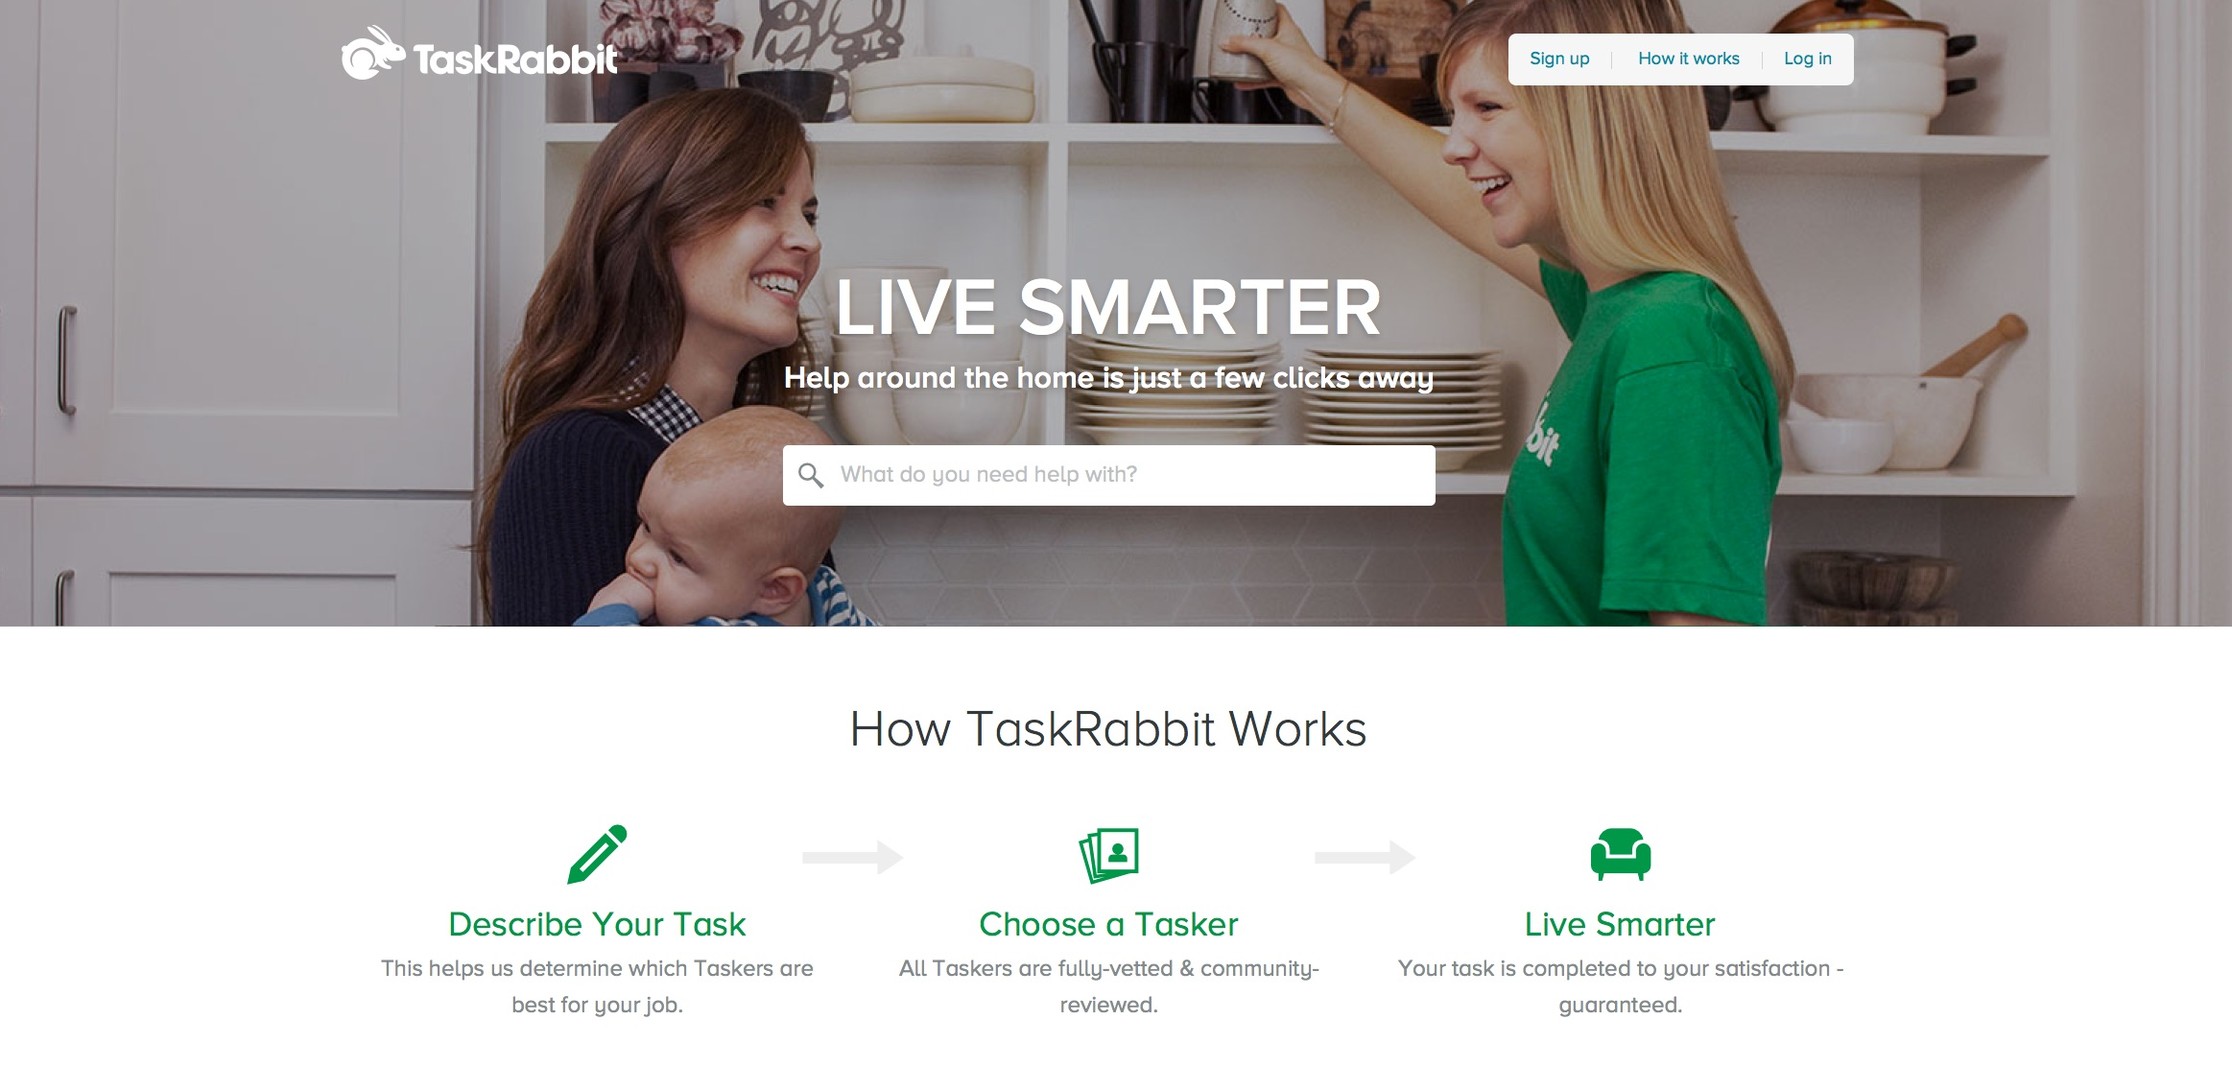 TaskRabbit
Sign up
How it works
Log in
LIVE SMARTER
Help around the home is just a few clicks away
What do you need help with?
bit
How TaskRabbit Works
Describe Your Task
This helps us determine which Taskers are
best for your job.
Choose a Tasker
All Taskers are fully-vetted & community-
reviewed.
Live Smarter
Your task is completed to your satisfaction -
guaranteed.